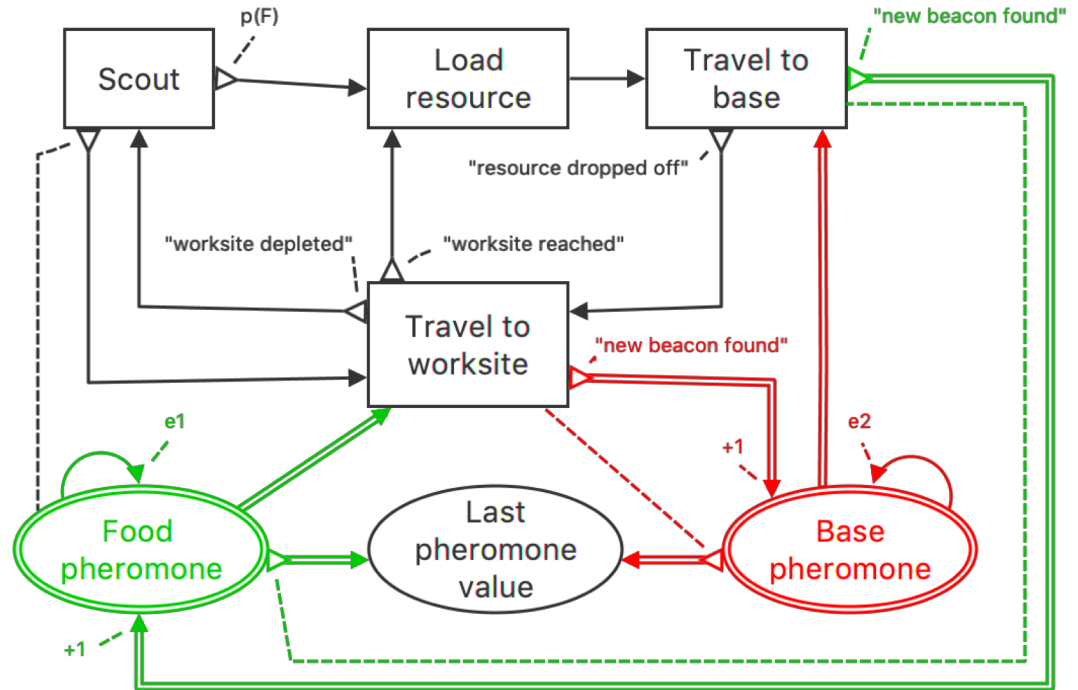 p(F)
"new beacon found"
Scout
Load
resource
Travel to
base
"resource dropped off"
"worksite depleted"
"worksite reached"
Travel to
worksite
"new beacon found"
e1
+1
e2
Food
pheromone
Last
pheromone
value
Base
pheromone
+1